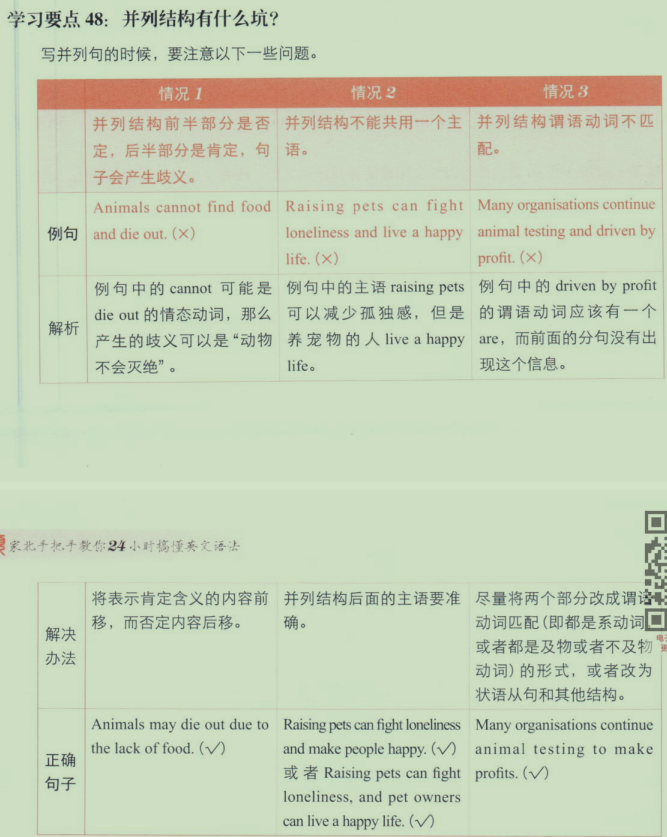 学习要点 48：并列结构有什么坑？
写并列句的时候，要注意以下一些问题。
情况 1
情况 2
情况 3
并列结构前半部分是否
定，后半部分是肯定，句
子会产生歧义。
并列结构不能共用一个主
语。
并列结构谓语动词不匹
配。
例句
Animals cannot find food
and die out. (×)
Raising pets can fight
loneliness and live a happy
life. (×)
Many organisations continue
animal testing and driven by
profit. (×)
解析
例句中的 cannot 可能是
die out 的情态动词，那么
产生的歧义可以是“动物
不会灭绝”。
例句中的主语 raising pets
可以减少孤独感，但是
养宠物的人 live a happy
life。
例句中的 driven by profit
的谓语动词应该有一个
are，而前面的分句没有出
现这个信息。
家北手把手教你24小时搞懂英文语法
解决
办法
将表示肯定含义的内容前
移，而否定内容后移。
并列结构后面的主语要准
确。
尽量将两个部分改成谓语
动词匹配（即都是系动词
或者都是及物或者不及物
动词）的形式，或者改为
状语从句和其他结构。
正确
句子
Animals may die out due to
the lack of food. (✓)
Raising pets can fight loneliness
and make people happy. (✓)
或者 Raising pets can fight
loneliness, and pet owners
can live a happy life. (✓)
Many organisations continue
animal testing to make
profits. (✓)